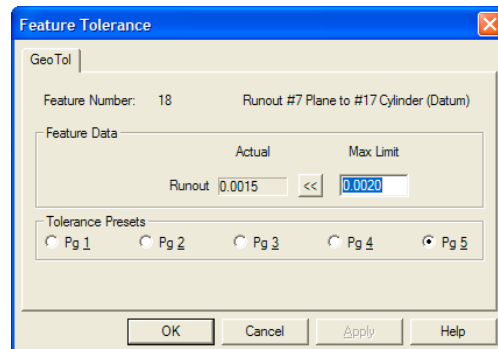 Feature Tolerance
GeoTol
Feature Number: 18 Runout #7 Plane to #17 Cylinder (Datum)
Feature Data
Actual Max Limit
Runout 0.0015 << 0.0020
Tolerance Presets
Pg 1 Pg 2 Pg 3 Pg 4 Pg 5
OK Cancel Apply Help